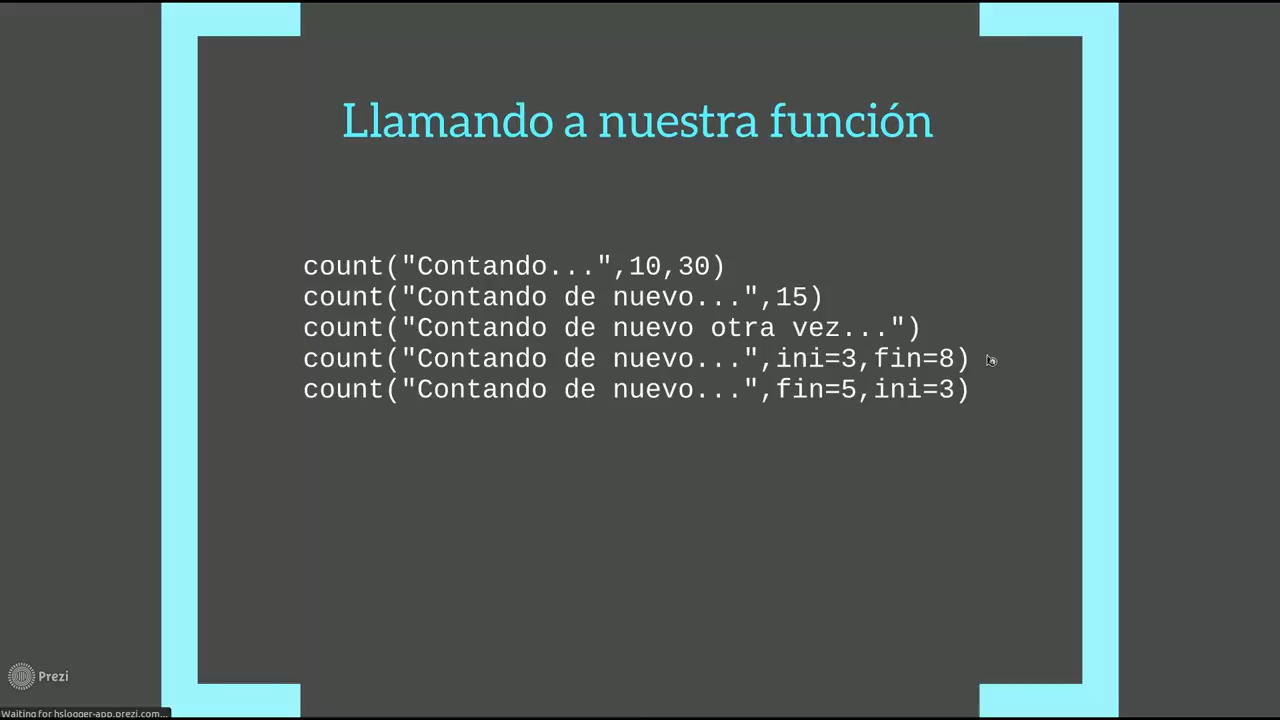 Llamando a nuestra función
count("Contando...",10,30)
count("Contando de nuevo...",15)
count("Contando de nuevo otra vez...")
count("Contando de nuevo...",ini=3,fin=8)
count("Contando de nuevo...",fin=5,ini=3)
Prezi
Waiting for hslogger-app.prezi.com...